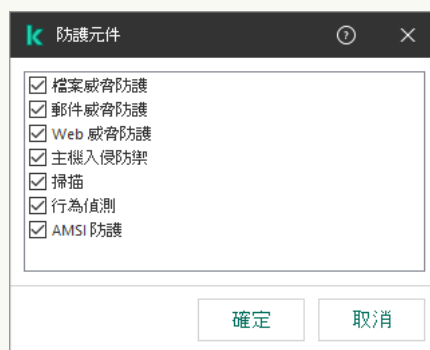 防護元件
檔案威脅防護
郵件威脅防護
Web 威脅防護
主機入侵防禦
掃描
行為偵測
AMSI 防護
確定
取消